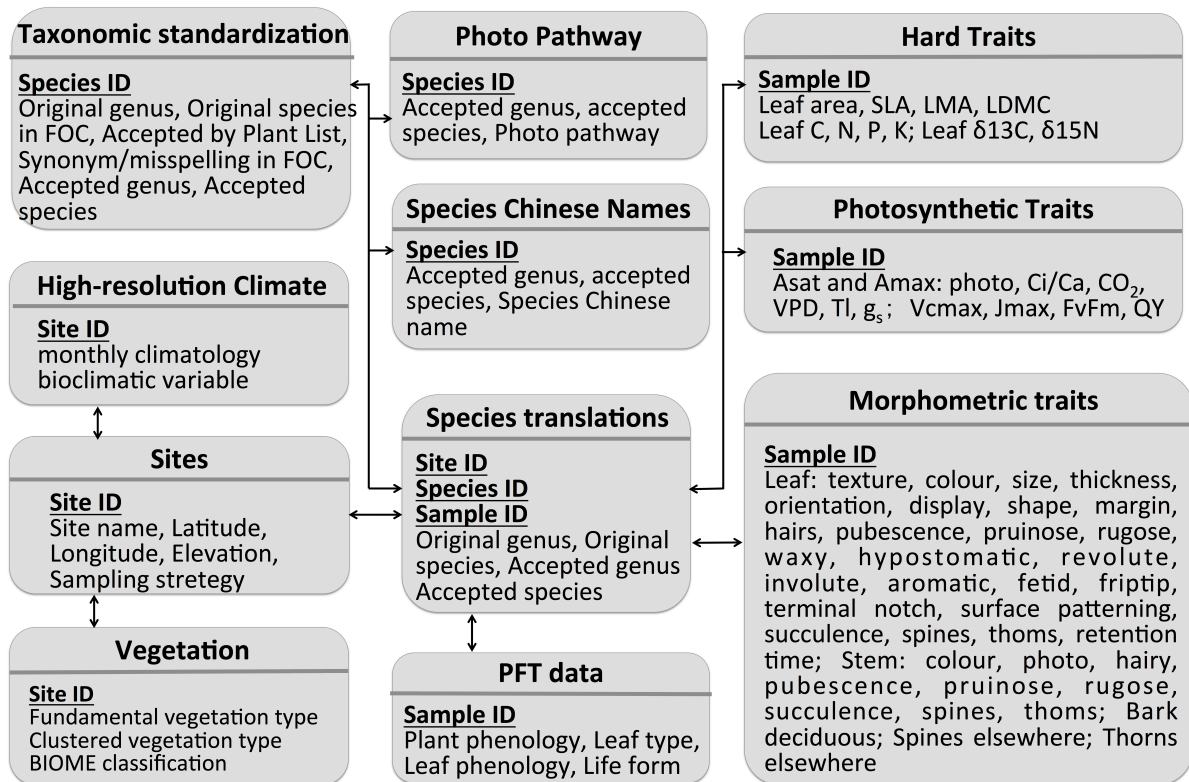 Taxonomic standardization
Species ID
Original genus, Original species
in FOC, Accepted by Plant List,
Synonym/misspelling in FOC,
Accepted genus, Accepted
species
High-resolution Climate
Site ID
monthly climatology
bioclimatic variable
Sites
Site ID
Site name, Latitude,
Longitude, Elevation,
Sampling stretegy
Vegetation
Site ID
Fundamental vegetation type
Clustered vegetation type
BIOME classification
Photo Pathway
Species ID
Accepted genus, accepted
species, Photo pathway
Species Chinese Names
Species ID
Accepted genus, accepted
species, Species Chinese
name
Species translations
Site ID
Species ID
Sample ID
Original genus, Original
species, Accepted genus
Accepted species
PFT data
Sample ID
Plant phenology, Leaf type,
Leaf phenology, Life form
Hard Traits
Sample ID
Leaf area, SLA, LMA, LDMC
Leaf C, N, P, K; Leaf δ13C, δ15N
Photosynthetic Traits
Sample ID
Asat and Amax: photo, Ci/Ca, CO₂,
VPD, Tl, gₛ; Vcmax, Jmax, FvFm, QY
Morphometric traits
Sample ID
Leaf: texture, colour, size, thickness,
orientation, display, shape, margin,
hairs, pubescence, pruinose, rugose,
waxy, hypostomatic, revolute,
involute, aromatic, fetid, friptip,
terminal notch, surface patterning,
succulence, spines, thoms, retention
time; Stem: colour, photo, hairy,
pubescence, pruinose, rugose,
succulence, spines, thoms; Bark
deciduous; Spines elsewhere; Thorns
elsewhere